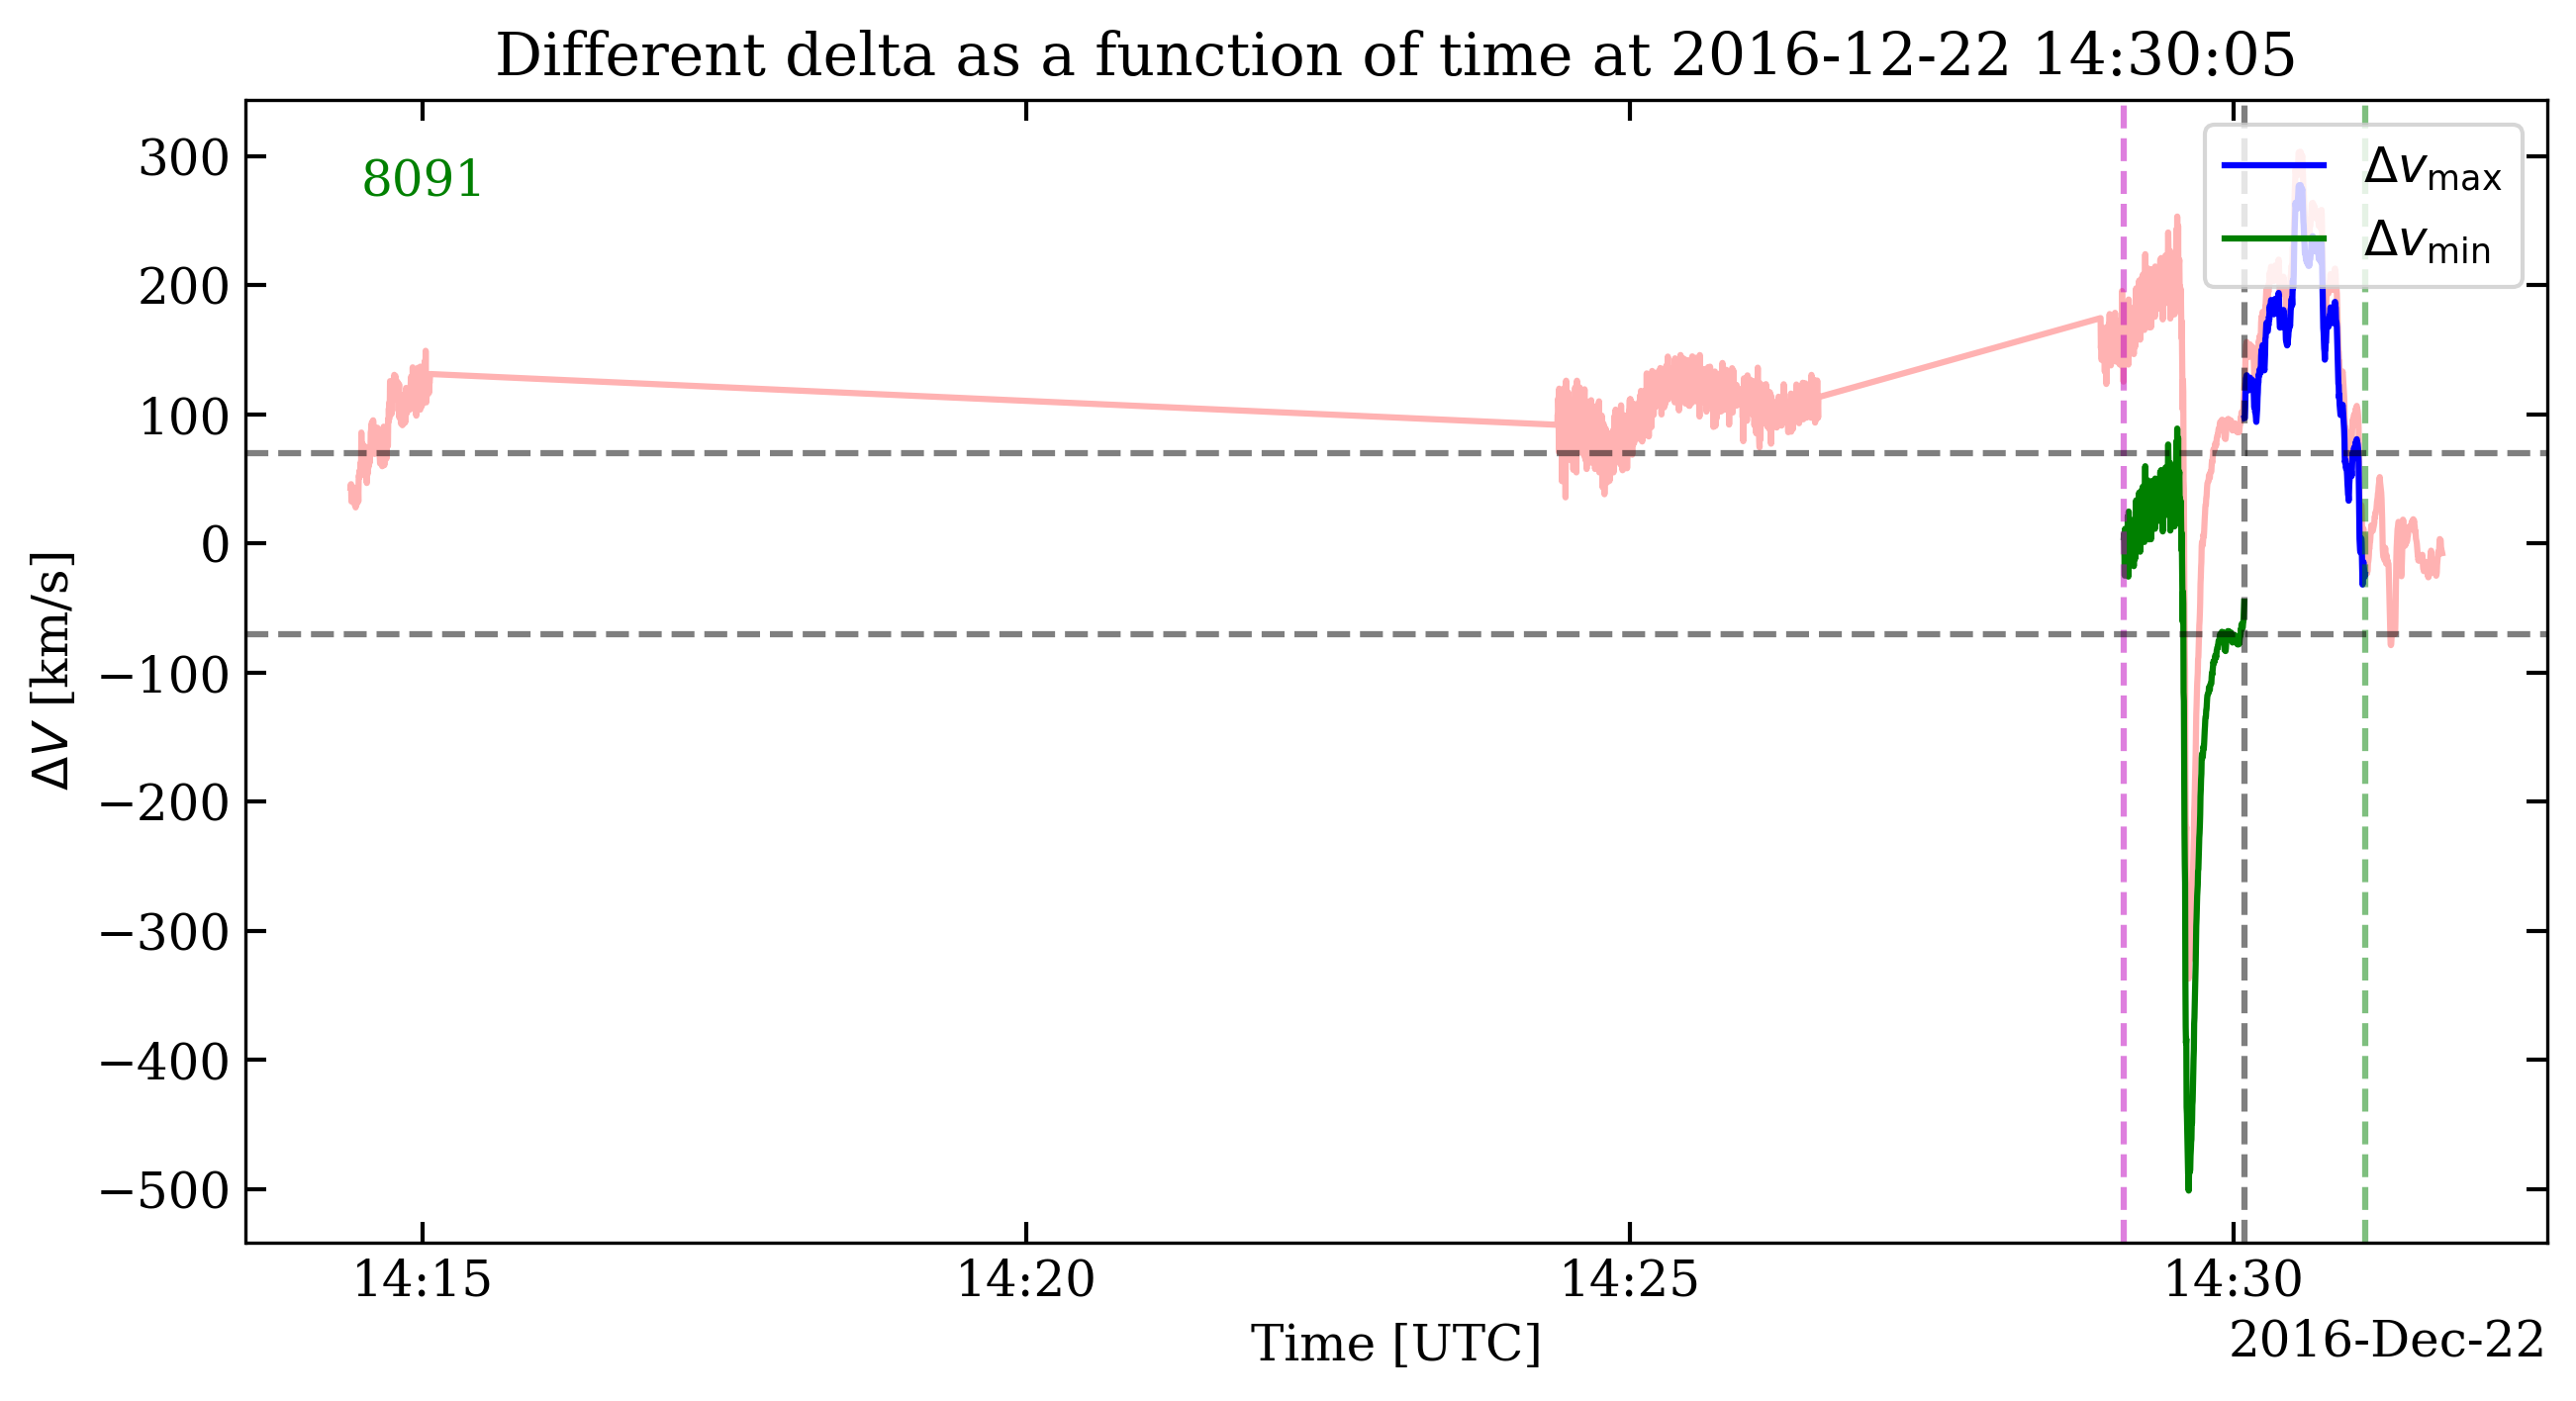 Different delta as a function of time at 2016-12-22 14:30:05
8091
Δv_max
Δv_min
300
200
100
0
−100
−200
−300
−400
−500
ΔV [km/s]
14:15 14:20 14:25 14:30
Time [UTC]
2016-Dec-22